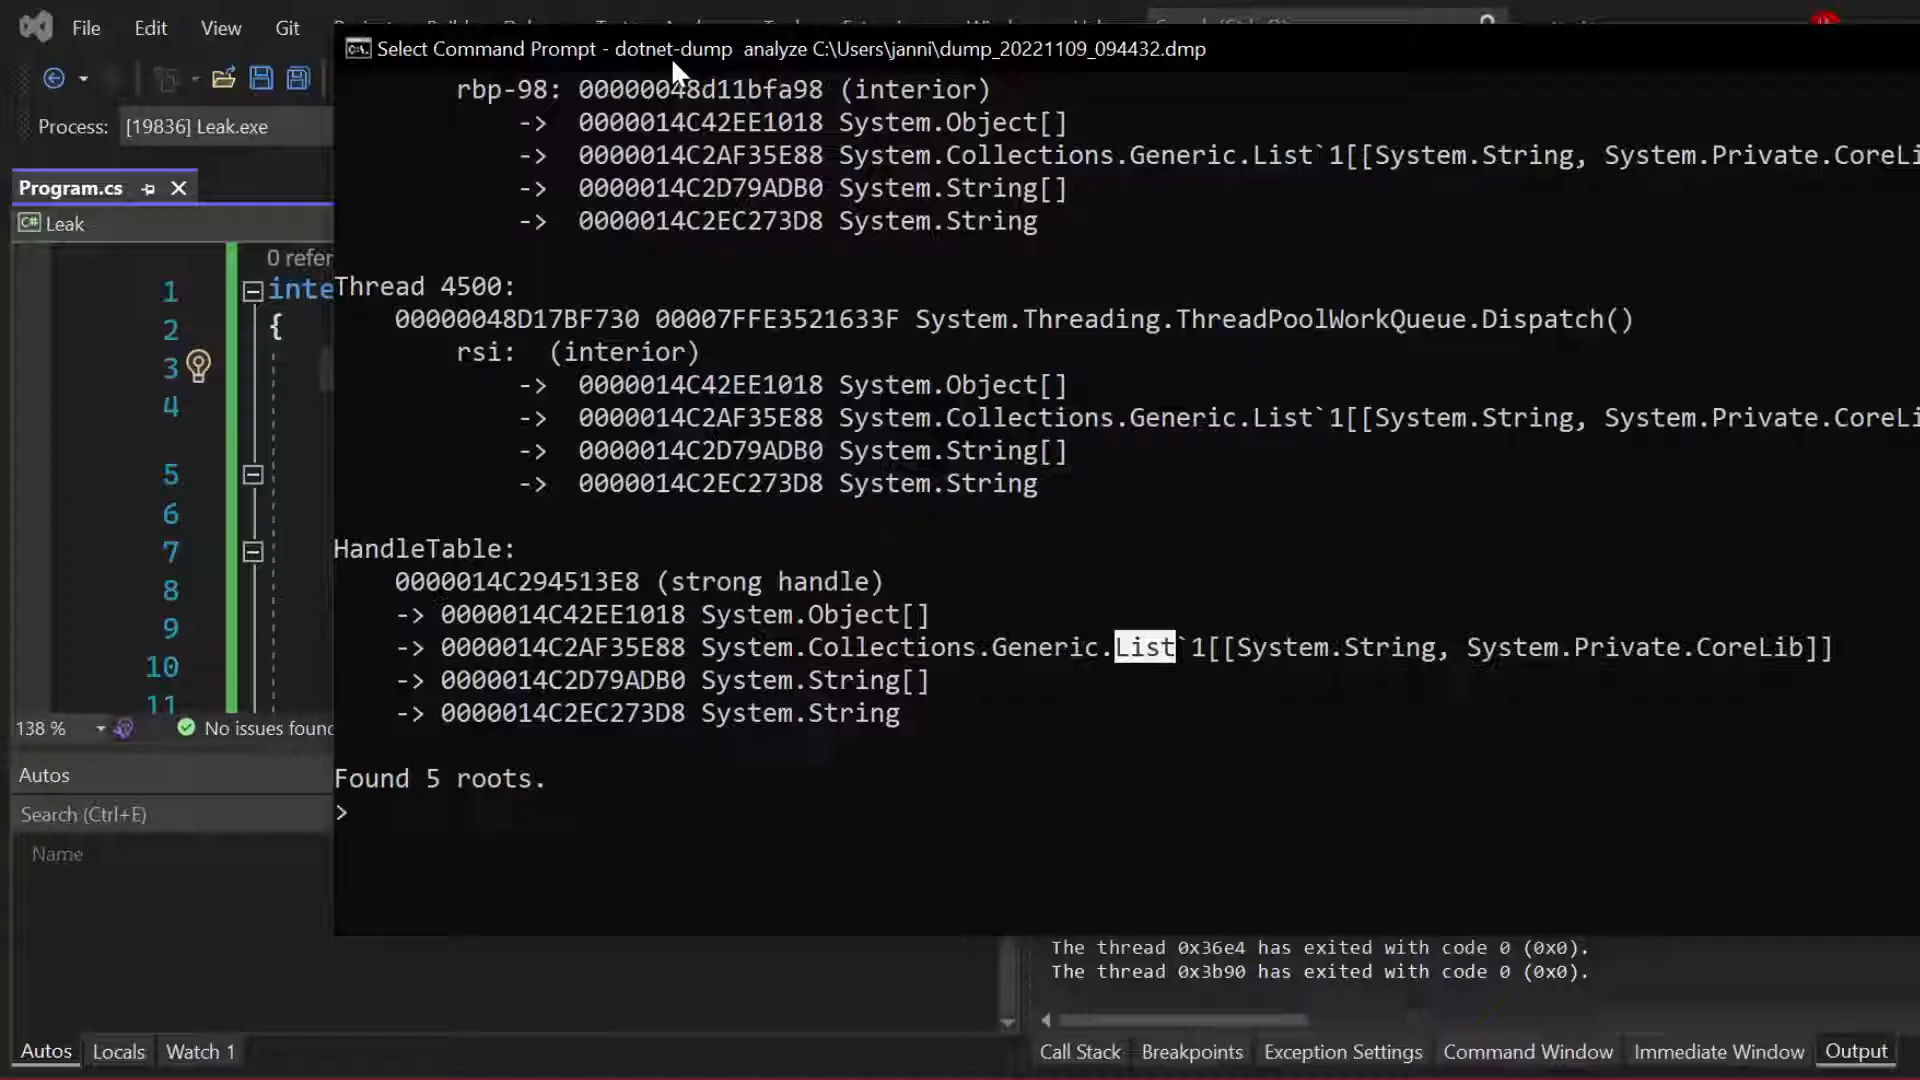 File Edit View Git
Select Command Prompt - dotnet-dump analyze C:\Users\janni\dump_20221109_094432.dmp
Process: [19836] Leak.exe
Program.cs
C# Leak
0 refer
1 inte
2 {
3
4
5
6
7
8
9
10
11
138 %
No issues found
rbp-98: 00000048d11bfa98 (interior)
-> 0000014C42EE1018 System.Object[]
-> 0000014C2AF35E88 System.Collections.Generic.List`1[[System.String, System.Private.CoreLi
-> 0000014C2D79ADB0 System.String[]
-> 0000014C2EC273D8 System.String
Thread 4500:
00000048D17BF730 00007FFE3521633F System.Threading.ThreadPoolWorkQueue.Dispatch()
rsi: (interior)
-> 0000014C42EE1018 System.Object[]
-> 0000014C2AF35E88 System.Collections.Generic.List`1[[System.String, System.Private.CoreLi
-> 0000014C2D79ADB0 System.String[]
-> 0000014C2EC273D8 System.String
HandleTable:
0000014C294513E8 (strong handle)
-> 0000014C42EE1018 System.Object[]
-> 0000014C2AF35E88 System.Collections.Generic.List`1[[System.String, System.Private.CoreLib]]
-> 0000014C2D79ADB0 System.String[]
-> 0000014C2EC273D8 System.String
Found 5 roots.
>
Autos
Search (Ctrl+E)
Name
Autos Locals Watch 1
The thread 0x36e4 has exited with code 0 (0x0).
The thread 0x3b90 has exited with code 0 (0x0).
Call Stack Breakpoints Exception Settings Command Window Immediate Window Output